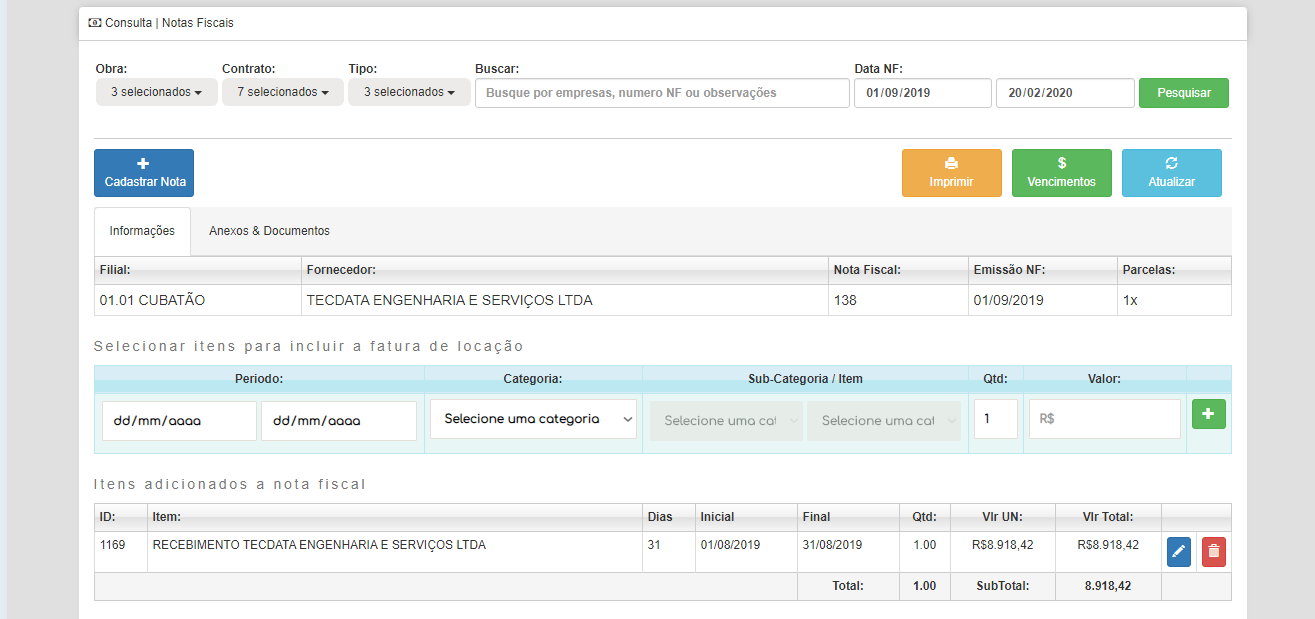 Consulta | Notas Fiscais
Obra: Contrato: Tipo: Buscar: Data NF:
3 selecionados 7 selecionados 3 selecionados Busque por empresas, numero NF ou observações 01/09/2019 20/02/2020 Pesquisar
Cadastrar Nota Imprimir $ Vencimentos Atualizar
Informações Anexos & Documentos
Filial: Fornecedor: Nota Fiscal: Emissão NF: Parcelas:
01.01 CUBATÃO TECDATA ENGENHARIA E SERVIÇOS LTDA 138 01/09/2019 1x
Selecionar itens para incluir a fatura de locação
Periodo: Categoria: Sub-Categoria / Item Qtd: Valor:
dd/mm/aaaa dd/mm/aaaa Selecione uma categoria Selecione uma cat Selecione uma cat 1 R$
Itens adicionados a nota fiscal
ID: Item: Dias Inicial Final Qtd: Vlr UN: Vlr Total:
1169 RECEBIMENTO TECDATA ENGENHARIA E SERVIÇOS LTDA 31 01/08/2019 31/08/2019 1.00 R$8.918,42 R$8.918,42
Total: 1.00 SubTotal: 8.918,42